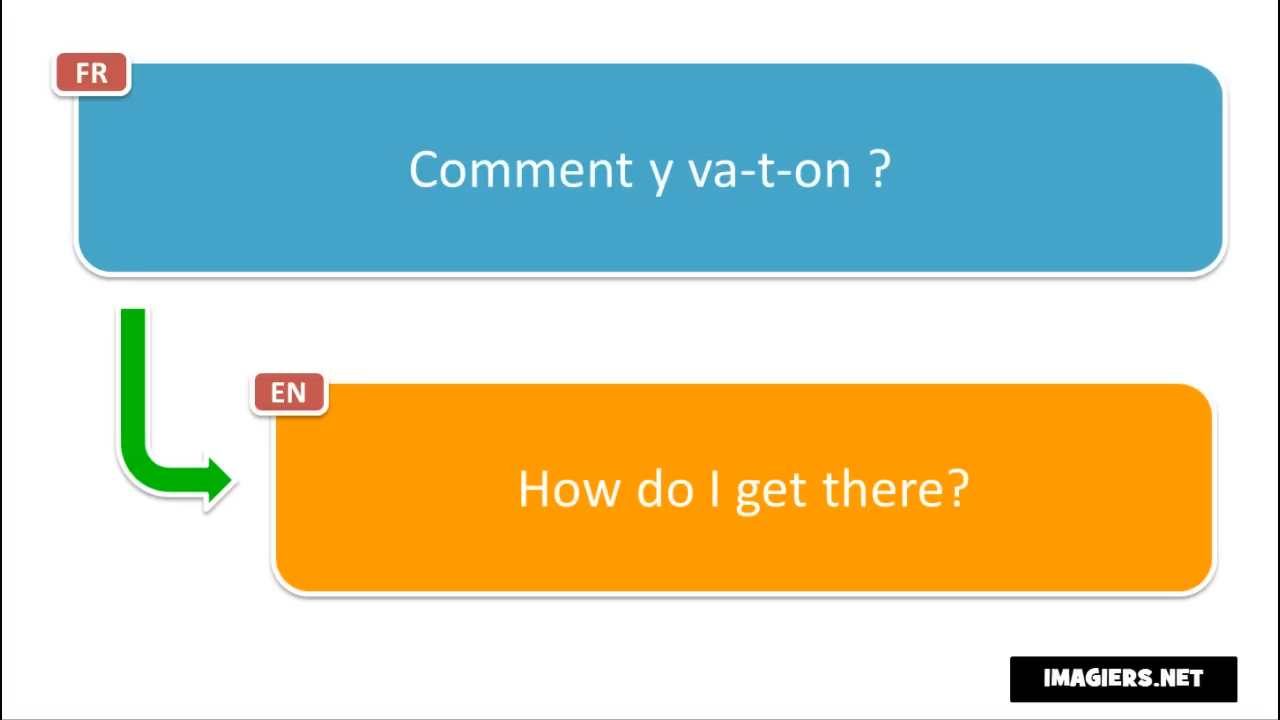 FR
Comment y va-t-on ?
EN
How do I get there?
IMAGIERS.NET